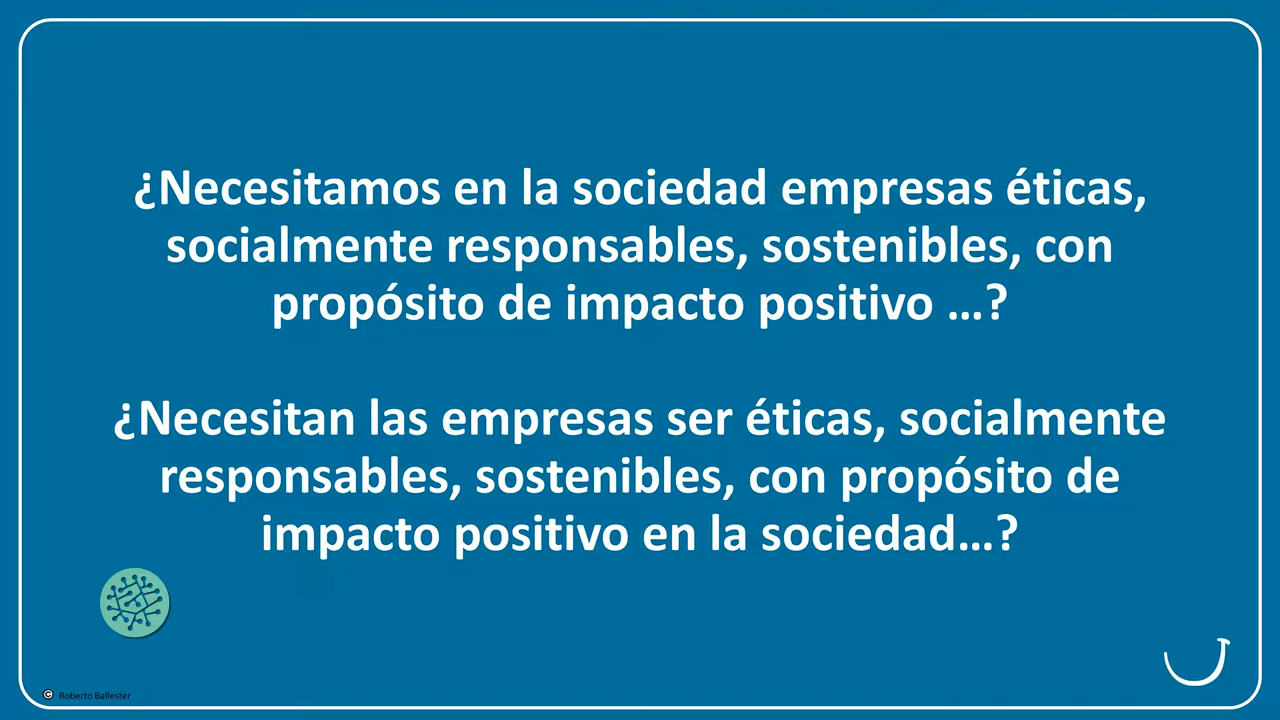 ¿Necesitamos en la sociedad empresas éticas,
socialmente responsables, sostenibles, con
propósito de impacto positivo ...?
¿Necesitan las empresas ser éticas, socialmente
responsables, sostenibles, con propósito de
impacto positivo en la sociedad...?
© Roberto Ballester